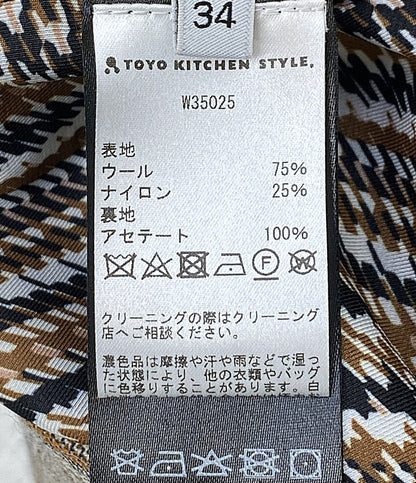 34
TOYO KITCHEN STYLE.
W35025
表地
ウール 75%
ナイロン 25%
裏地
アセテート 100%
F W
クリーニングの際はクリーニング
店へご相談ください。
濃色品は摩擦や汗や雨などで湿っ
た状態により、他の衣類やバッグ
に色移りすることがあります。白